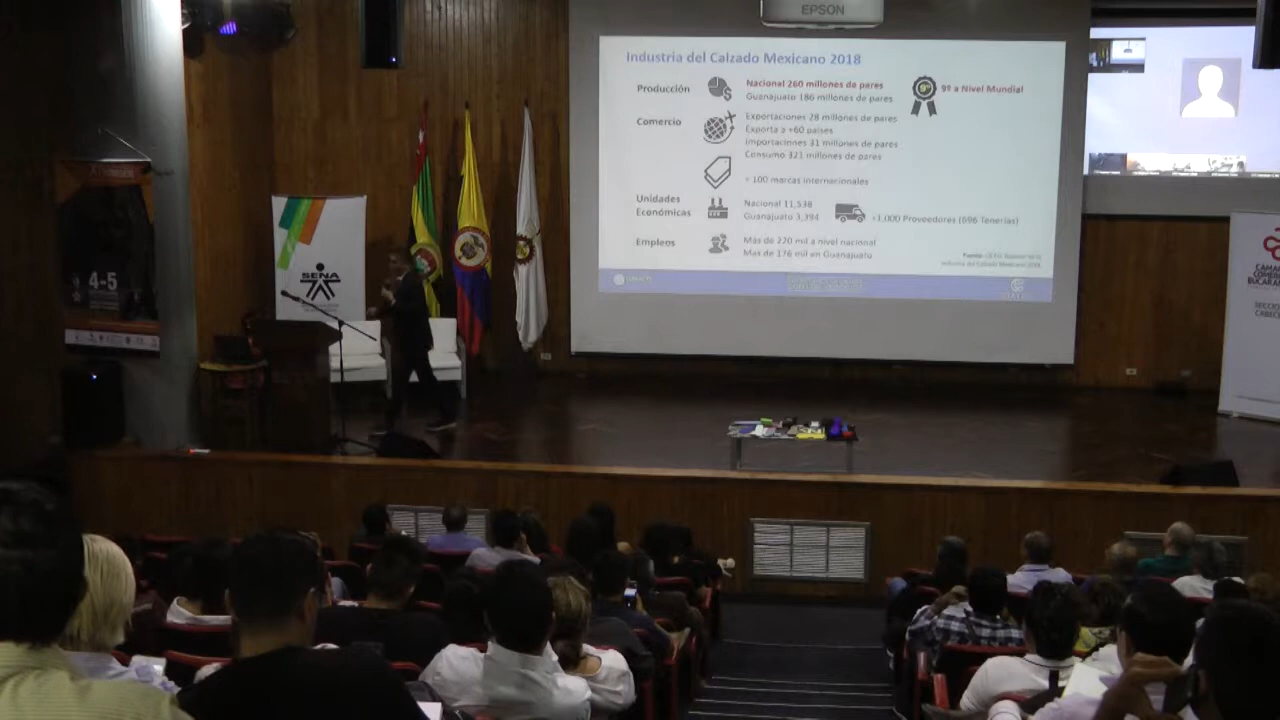 EPSON
Industria del Calzado Mexicano 2018
Producción
Nacional 260 millones de pares
Guanajuato 186 millones de pares
9º
9º a Nivel Mundial
Comercio
Exportaciones 28 millones de pares
Exporta a +60 países
Importaciones 31 millones de pares
Consumo 321 millones de pares
+ 100 marcas internacionales
Unidades
Económicas
Nacional 11,538
Guanajuato 3,394
+1,000 Proveedores (696 Tenerías)
Empleos
Más de 220 mil a nivel nacional
Más de 176 mil en Guanajuato
Fuente:
SENA
4-5